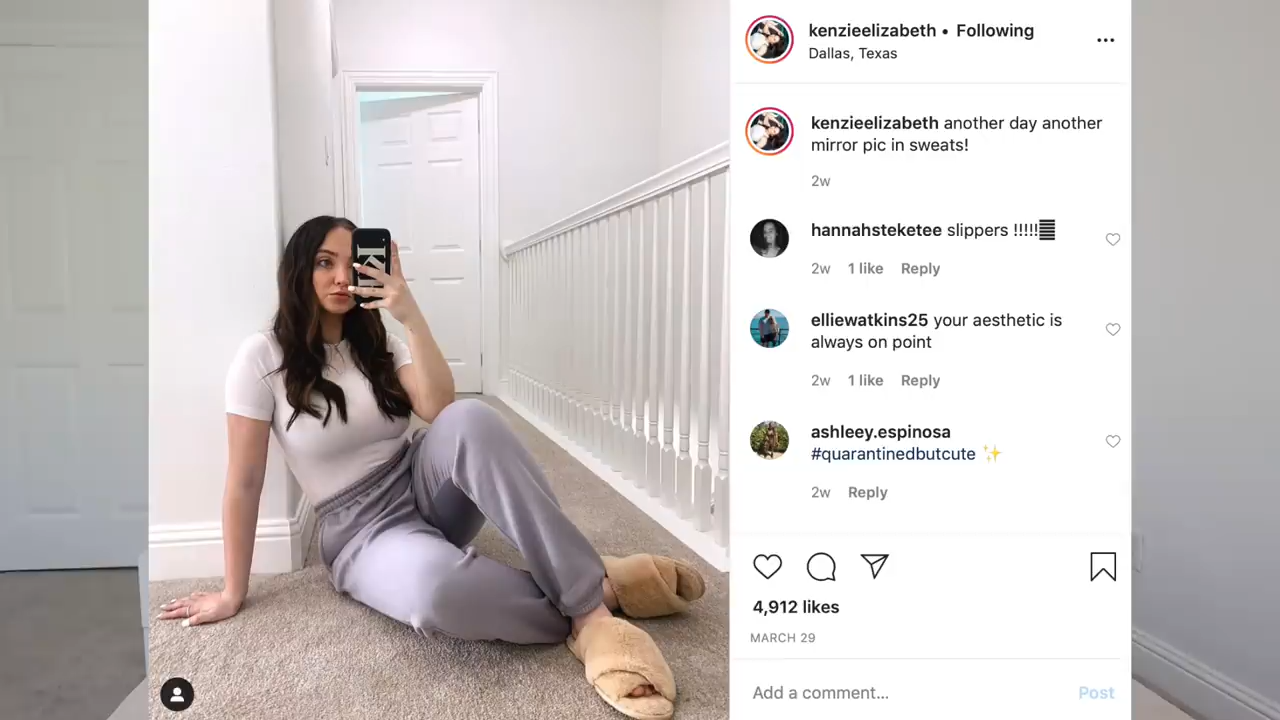 kenzieelizabeth • Following
Dallas, Texas
kenzieelizabeth another day another
mirror pic in sweats!
2w
hannahsteketee slippers !!!!!
2w 1 like Reply
elliewatkins25 your aesthetic is
always on point
2w 1 like Reply
ashleey.espinosa
#quarantinedbutcute ✨
2w Reply
4,912 likes
MARCH 29
Add a comment... Post